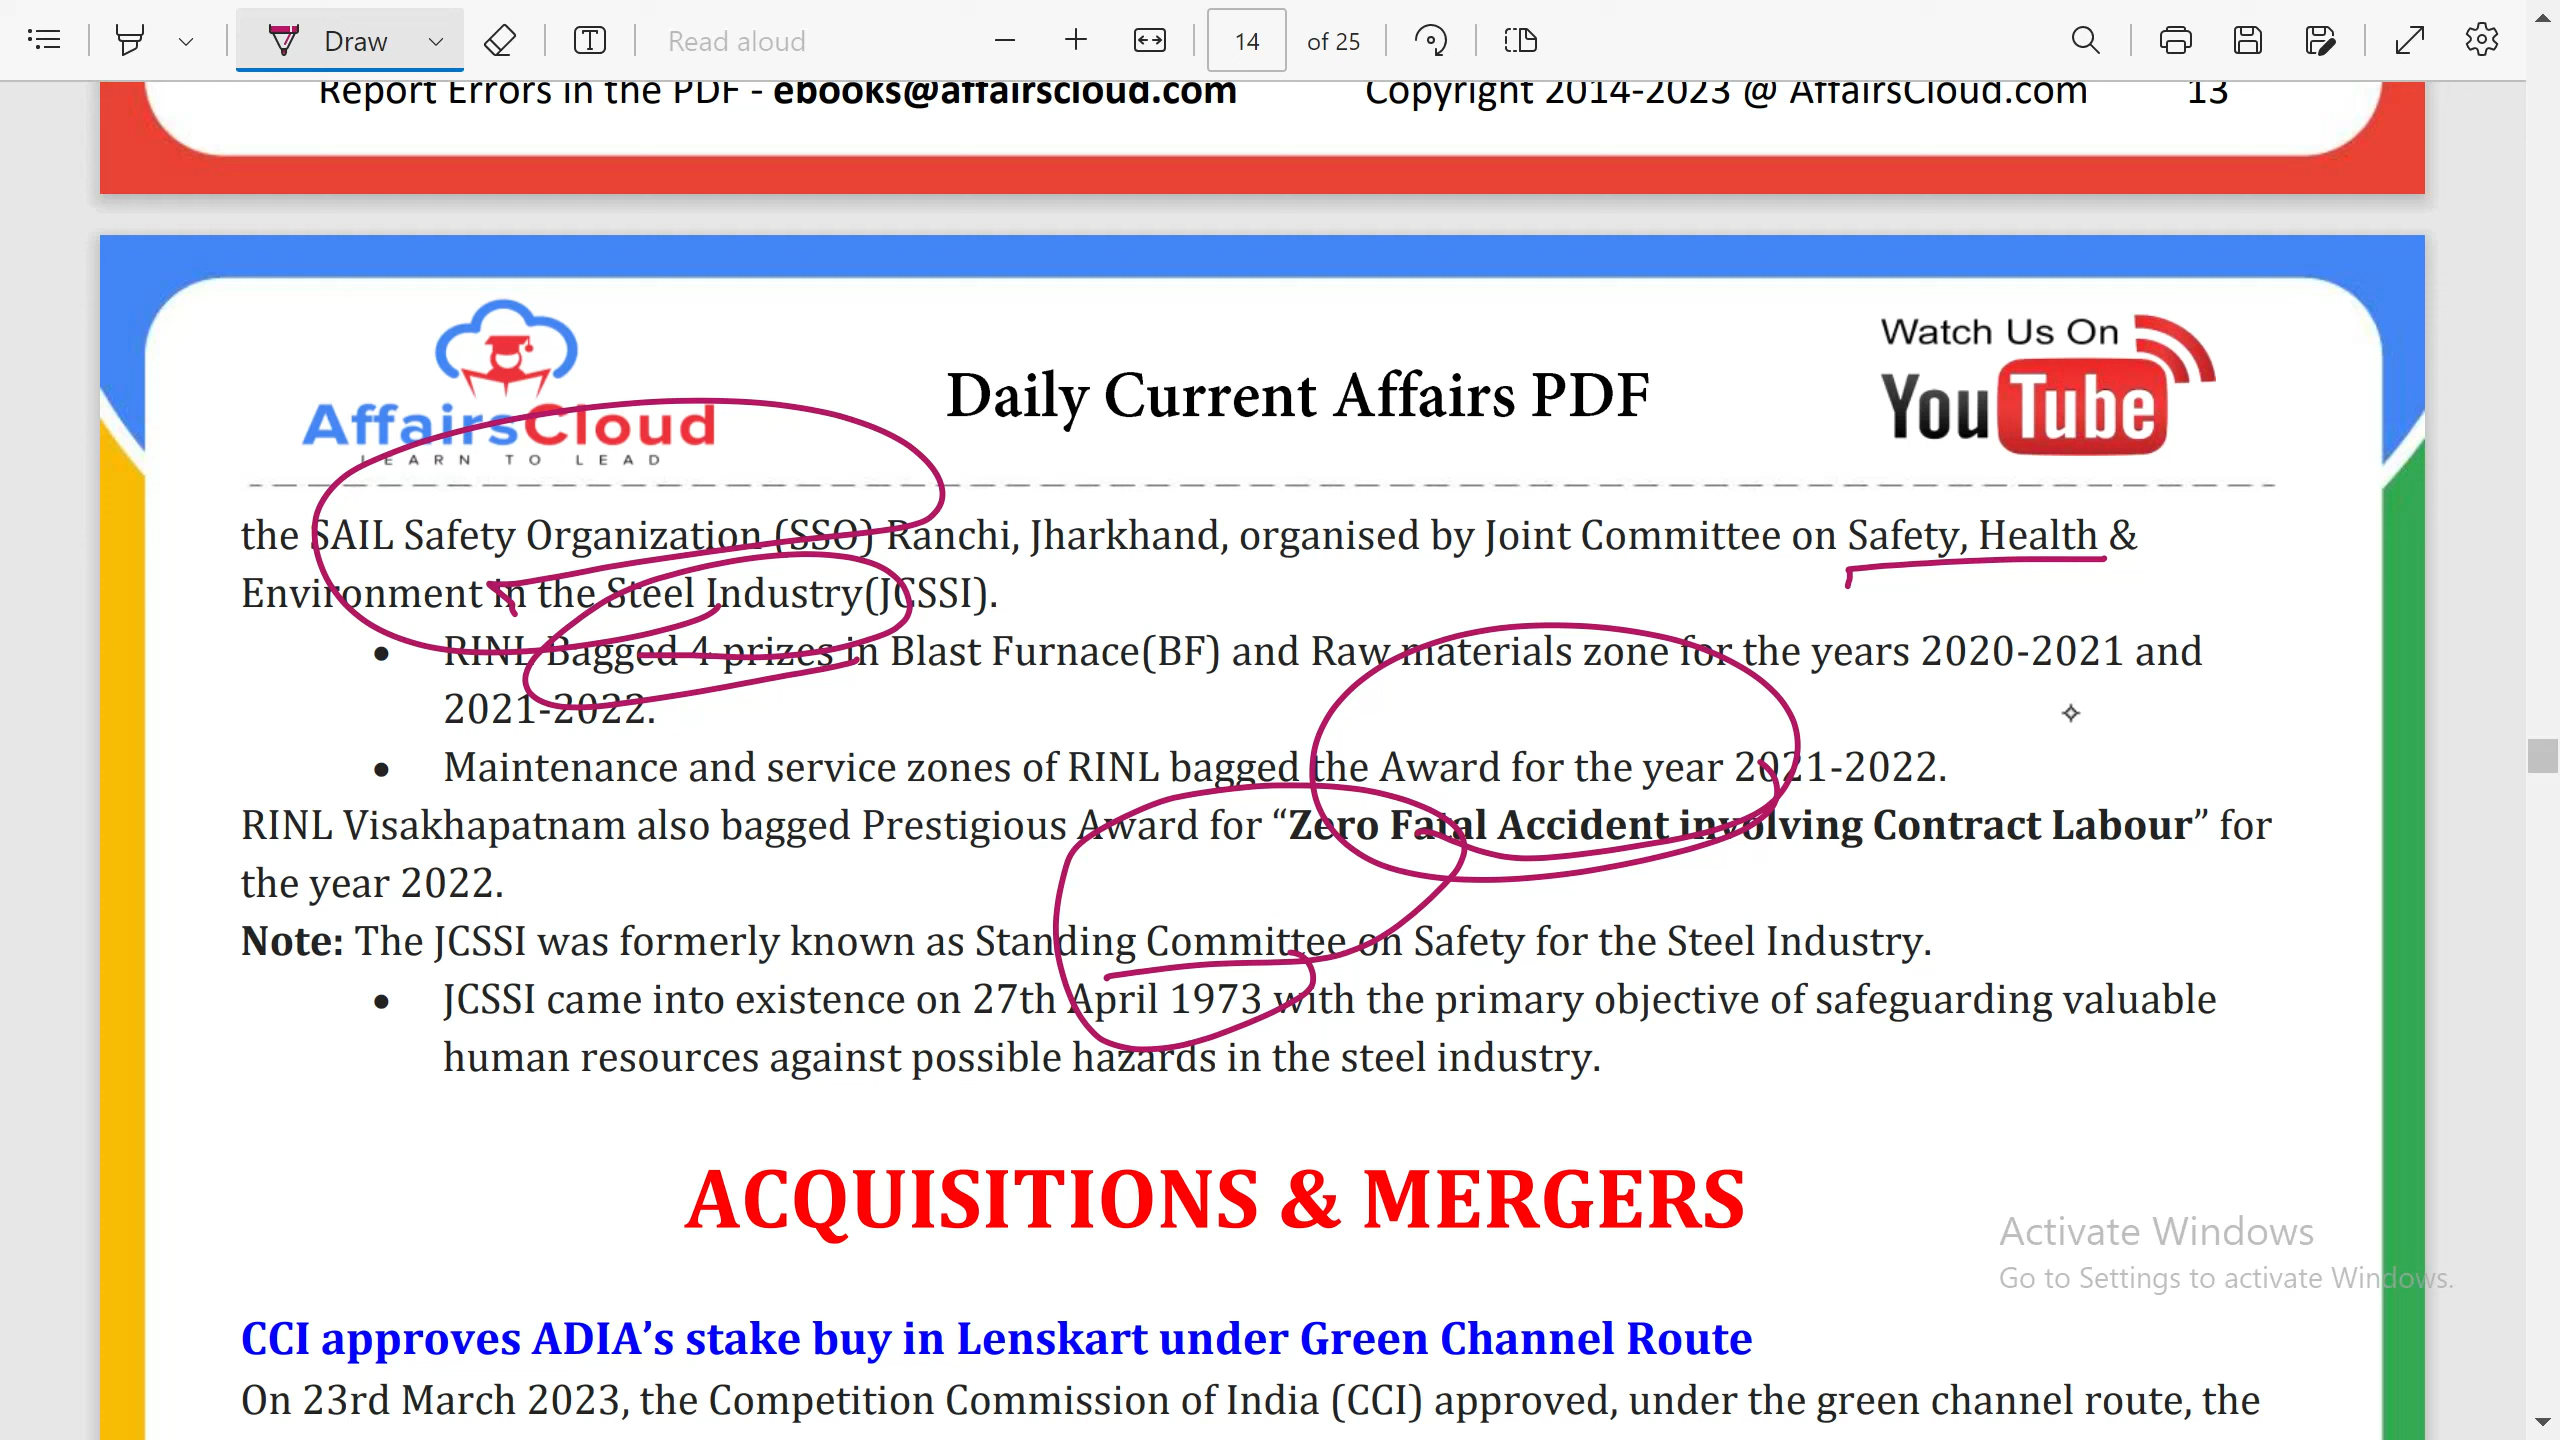 Draw
Read aloud
14
of 25
Report Errors in the PDF - ebooks@affairscloud.com Copyright 2014-2023 @ AffairsCloud.com 13
AffairsCloud
LEARN TO LEAD
Daily Current Affairs PDF
Watch Us On
YouTube
the SAIL Safety Organization (SSO) Ranchi, Jharkhand, organised by Joint Committee on Safety, Health &
Environment in the Steel Industry(JCSSI).
• RINL Bagged 4 prizes in Blast Furnace(BF) and Raw materials zone for the years 2020-2021 and
2021-2022.
• Maintenance and service zones of RINL bagged the Award for the year 2021-2022.
RINL Visakhapatnam also bagged Prestigious Award for “Zero Fatal Accident involving Contract Labour” for
the year 2022.
Note: The JCSSI was formerly known as Standing Committee on Safety for the Steel Industry.
• JCSSI came into existence on 27th April 1973 with the primary objective of safeguarding valuable
human resources against possible hazards in the steel industry.
ACQUISITIONS & MERGERS
Activate Windows
Go to Settings to activate Windows.
CCI approves ADIA’s stake buy in Lenskart under Green Channel Route
On 23rd March 2023, the Competition Commission of India (CCI) approved, under the green channel route, the